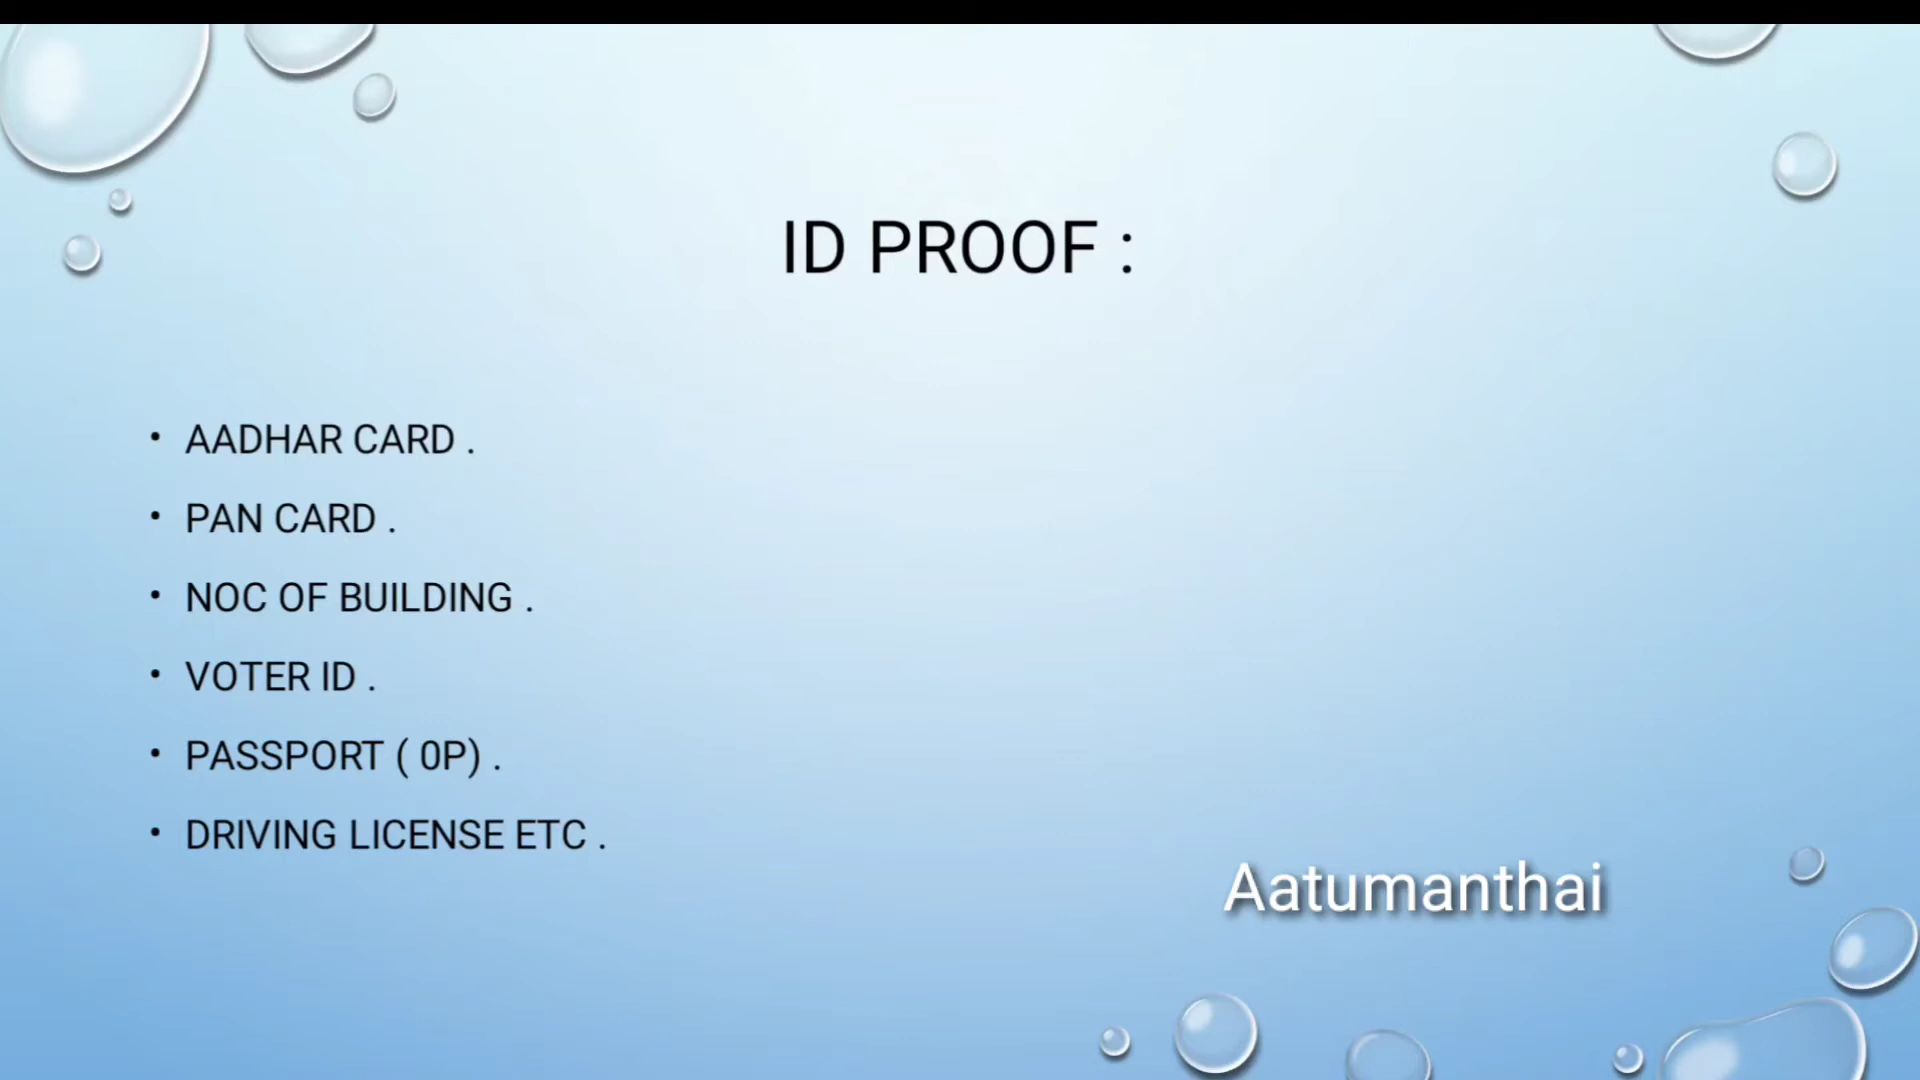 ID PROOF :
• AADHAR CARD .
• PAN CARD .
• NOC OF BUILDING .
• VOTER ID .
• PASSPORT ( 0P) .
• DRIVING LICENSE ETC .
Aatumanthai